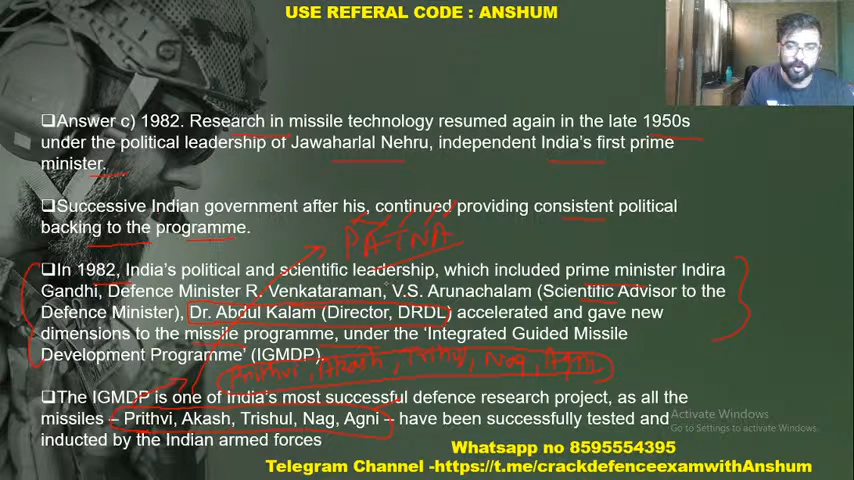 USE REFERAL CODE : ANSHUM
❑Answer c) 1982. Research in missile technology resumed again in the late 1950s
under the political leadership of Jawaharlal Nehru, independent India's first prime
minister.
❑Successive Indian government after his, continued providing consistent political
backing to the programme.
PATNA
❑In 1982, India's political and scientific leadership, which included prime minister Indira
Gandhi, Defence Minister R. Venkataraman, V.S. Arunachalam (Scientific Advisor to the
Defence Minister), Dr. Abdul Kalam (Director, DRDL) accelerated and gave new
dimensions to the missile programme, under the 'Integrated Guided Missile
Development Programme' (IGMDP).
Prithvi, Akash, Trishul, Nag, Agni
❑The IGMDP is one of India's most successful defence research project, as all the
missiles – Prithvi, Akash, Trishul, Nag, Agni – have been successfully tested and
inducted by the Indian armed forces
Activate Windows
Go to Settings to activate Windows.
Whatsapp no 8595554395
Telegram Channel -https://t.me/crackdefenceexamwithAnshum